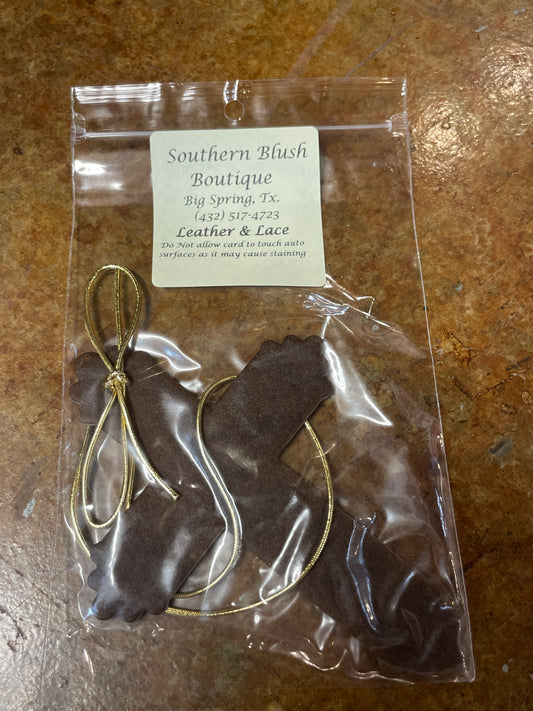 Southern Blush
Boutique
Big Spring, Tx.
(432) 517-4723
Leather & Lace
Do Not allow card to touch auto
surfaces as it may cause staining